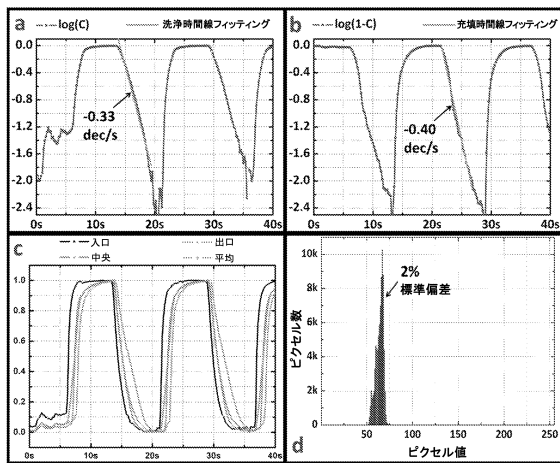 a
log(C)
洗浄時間線フィッティング
0.0
-0.4
-0.8
-1.2
-1.6
-2.0
-2.4
-0.33
dec/s
0s 10s 20s 30s 40s
b
log(1-C)
充填時間線フィッティング
0.0
-0.4
-0.8
-1.2
-1.6
-2.0
-2.4
-0.40
dec/s
0s 10s 20s 30s 40s
入口
出口
中央
平均
c
1.0
0.8
0.6
0.4
0.2
0.0
0s 10s 20s 30s 40s
ピクセル数
10k
8k
6k
4k
2k
0
2%
標準偏差
50 100 150 200 250
ピクセル値
d